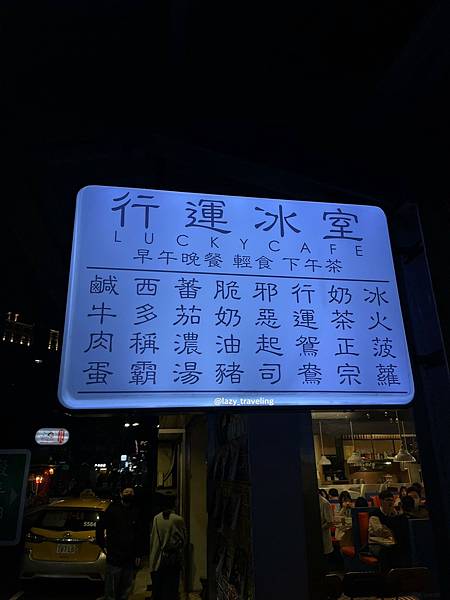 行運冰室
LUCKYCAFE
早午晚餐 輕食 下午茶
冰火菠蘿
奶茶正宗
行運鴛鴦
邪惡起司
脆奶油豬
蕃茄濃湯
西多稱霸
鹹牛肉蛋
@lazy_traveling